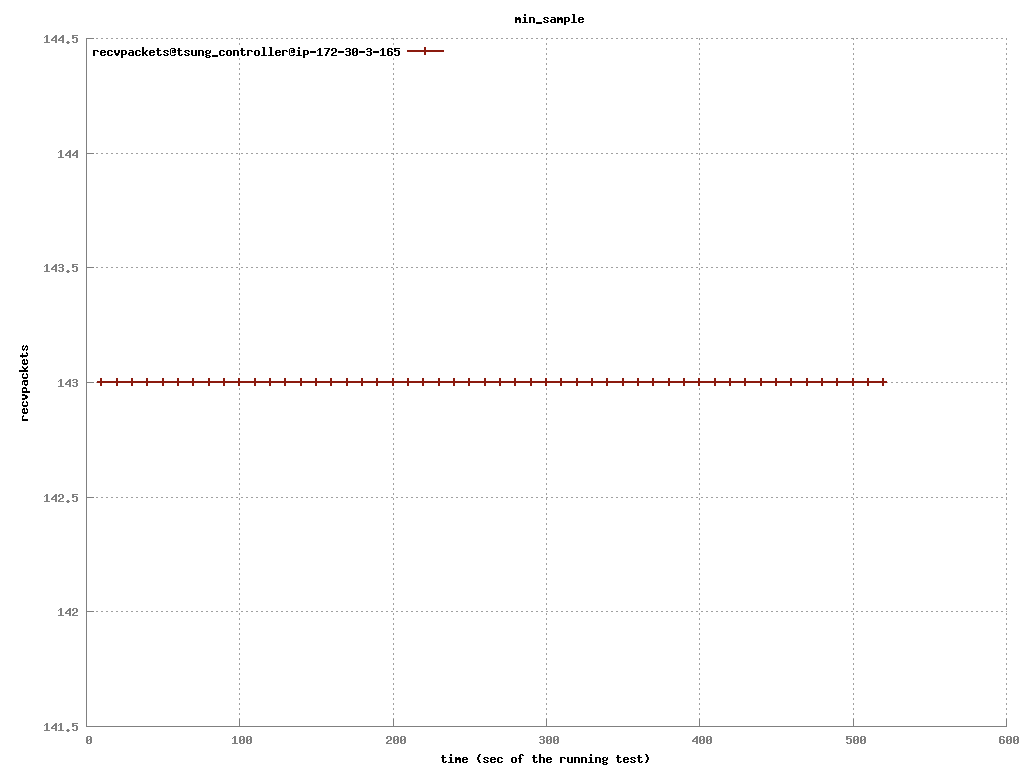 min_sample
144.5
recvpackets@tsung_controller@ip-172-30-3-165
144
143.5
recvpackets
143
142.5
142
141.5
0 100 200 300 400 500 600
time (sec of the running test)